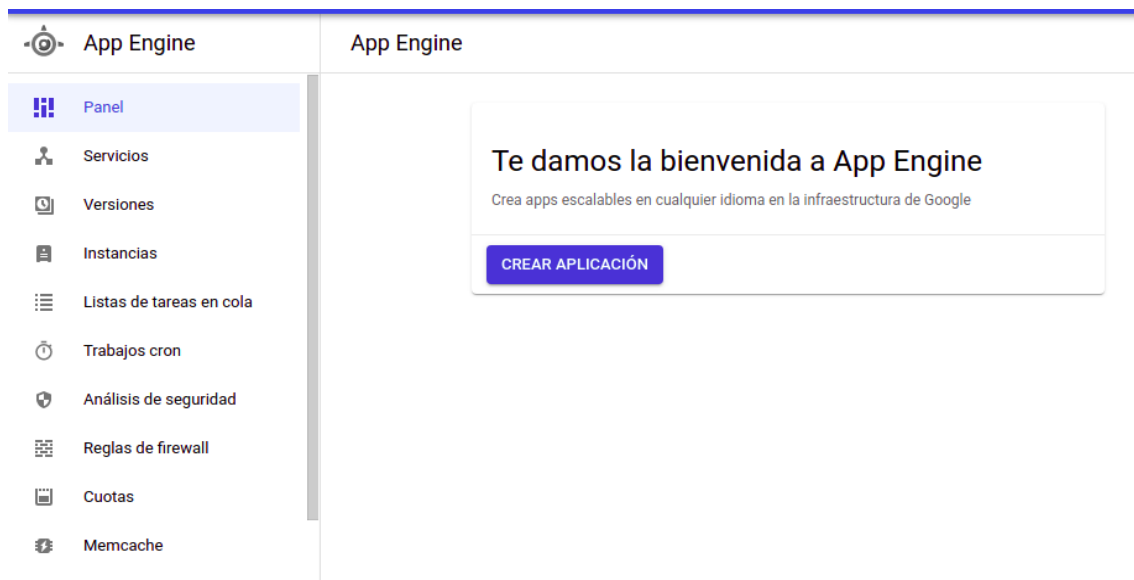 App Engine
App Engine
Panel
Servicios
Versiones
Instancias
Listas de tareas en cola
Trabajos cron
Análisis de seguridad
Reglas de firewall
Cuotas
Memcache
Te damos la bienvenida a App Engine
Crea apps escalables en cualquier idioma en la infraestructura de Google
CREAR APLICACIÓN